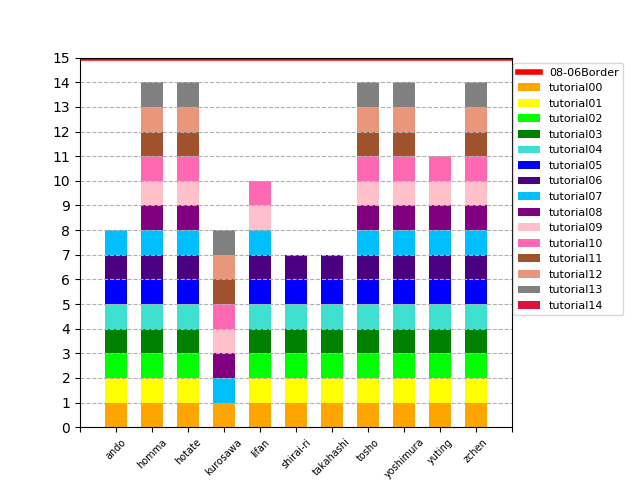 15
14
13
12
11
10
9
8
7
6
5
4
3
2
1
0
ando
homma
hotate
kurosawa
lifan
shirai-ri
takahashi
tosho
yoshimura
yuting
zchen
08-06Border
tutorial00
tutorial01
tutorial02
tutorial03
tutorial04
tutorial05
tutorial06
tutorial07
tutorial08
tutorial09
tutorial10
tutorial11
tutorial12
tutorial13
tutorial14